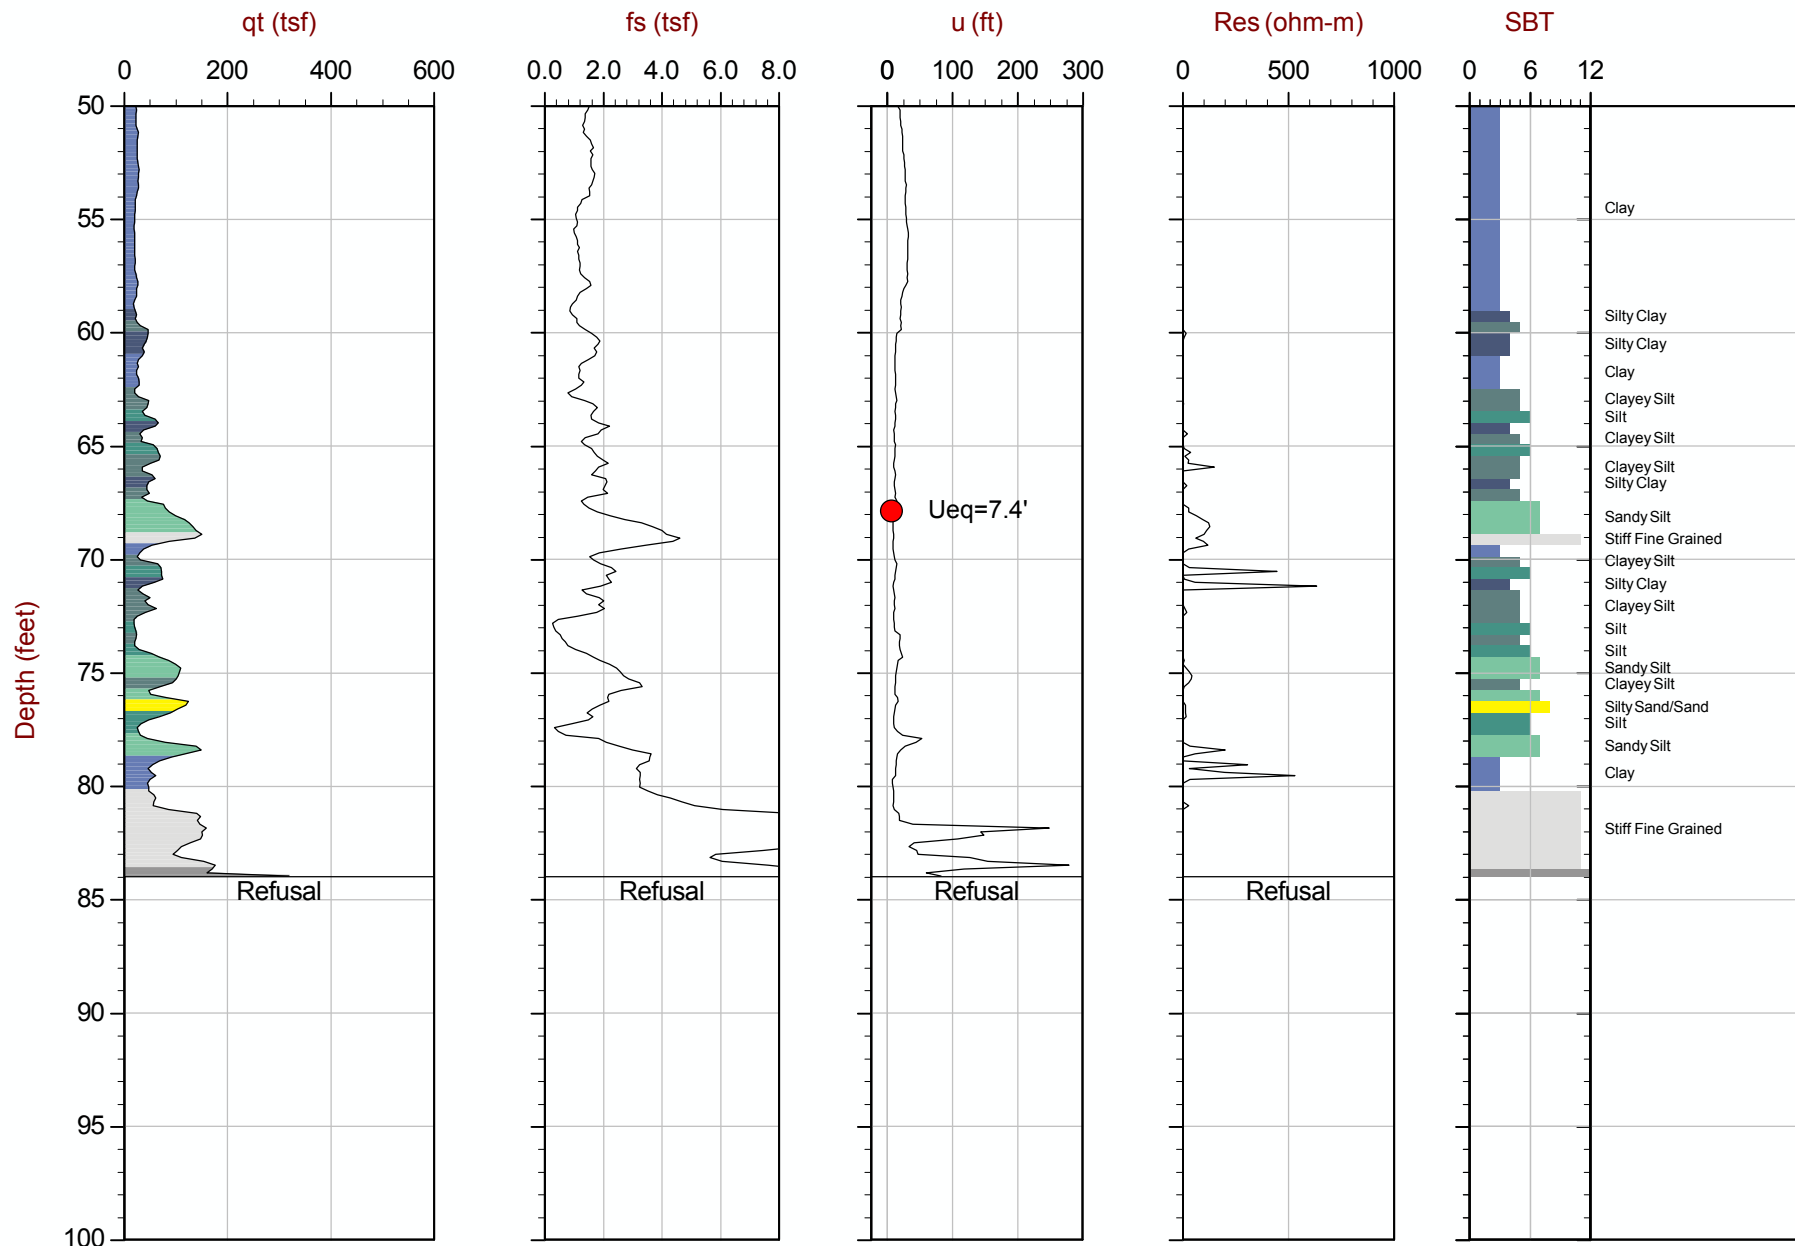 qt (tsf) fs (tsf) u (ft) Res (ohm-m) SBT
0 200 400 600 0.0 2.0 4.0 6.0 8.0 0 100 200 300 0 500 1000 0 6 12
50
Clay
55
Silty Clay
60
Silty Clay
Clay
Clayey Silt
Silt
Clayey Silt
65
Clayey Silt
Silty Clay
Ueq=7.4'
Sandy Silt
Stiff Fine Grained
70
Clayey Silt
Silty Clay
Clayey Silt
Silt
Silt
Sandy Silt
75
Clayey Silt
Silty Sand/Sand
Silt
Sandy Silt
Clay
80
Stiff Fine Grained
Refusal Refusal Refusal Refusal
85
90
95
100
Depth (feet)